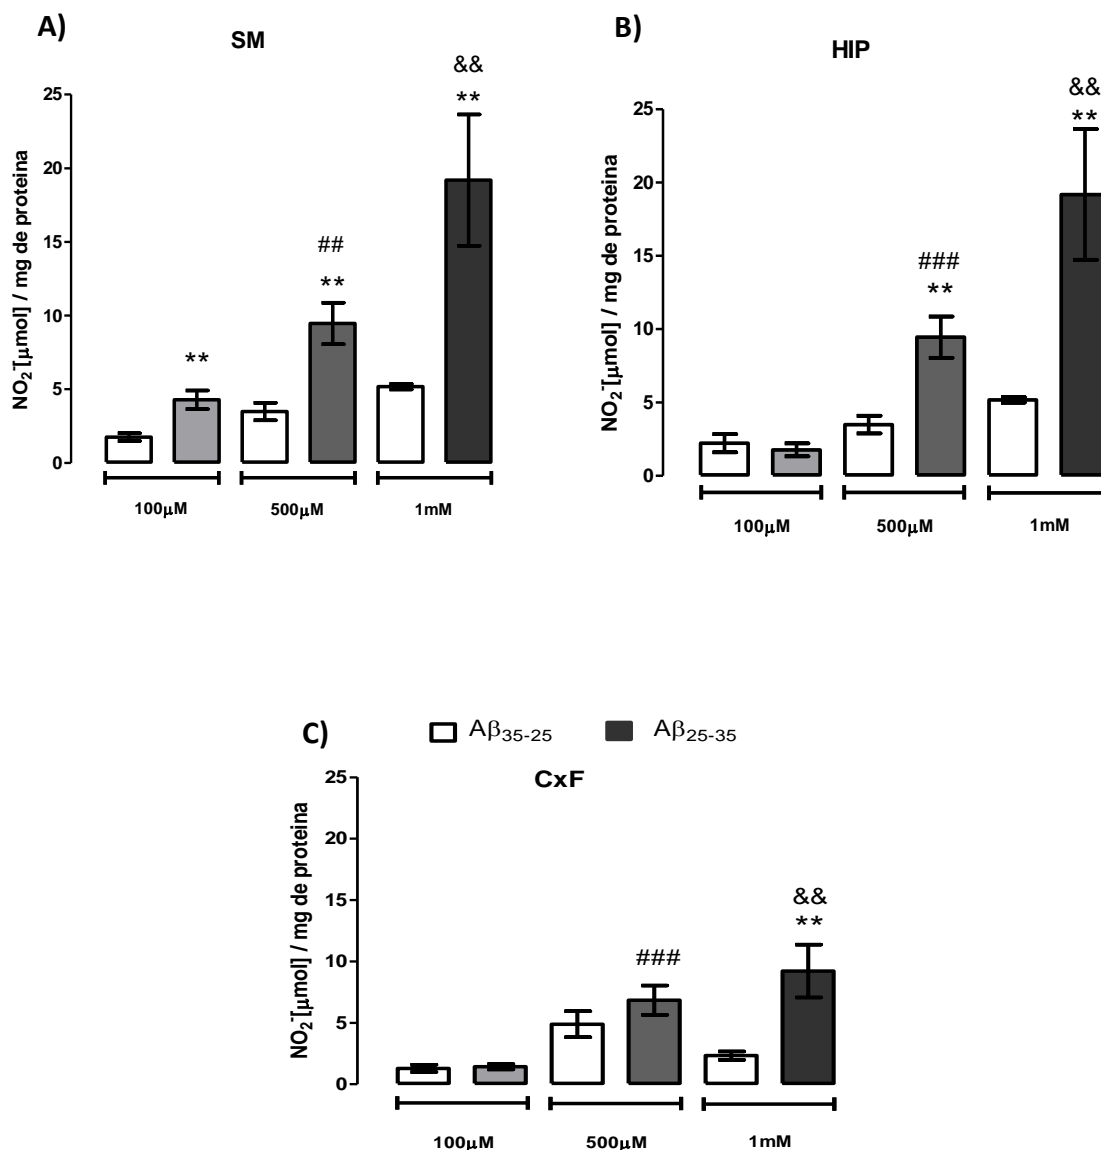 A)
SM
&&
**
##
**
**
25
20
15
10
5
0
NO₂⁻[μmol] / mg de proteina
100μM 500μM 1mM
B)
HIP
&&
**
###
**
25
20
15
10
5
0
NO₂⁻[μmol] / mg de proteina
100μM 500μM 1mM
Aβ₃₅₋₂₅ Aβ₂₅₋₃₅
C)
CxF
&&
**
###
25
20
15
10
5
0
NO₂⁻[μmol] / mg de proteina
100μM 500μM 1mM